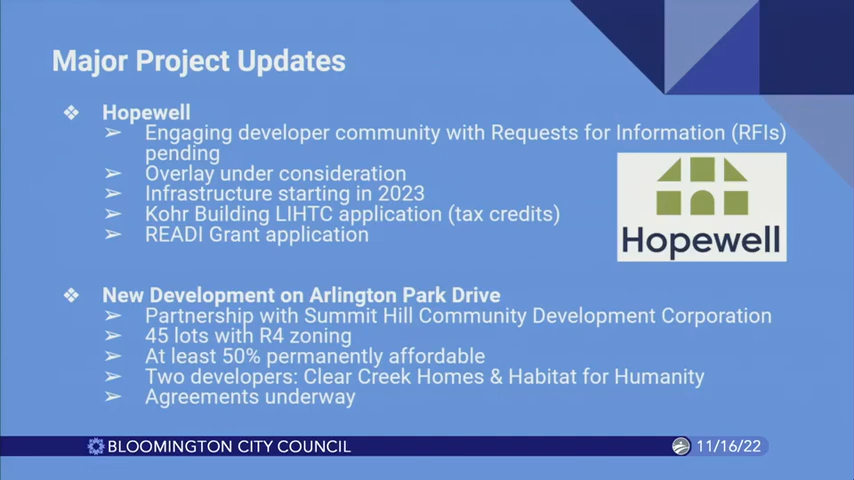 Major Project Updates
❖ Hopewell
➢ Engaging developer community with Requests for Information (RFIs)
pending
➢ Overlay under consideration
➢ Infrastructure starting in 2023
➢ Kohr Building LIHTC application (tax credits)
➢ READI Grant application
Hopewell
❖ New Development on Arlington Park Drive
➢ Partnership with Summit Hill Community Development Corporation
➢ 45 lots with R4 zoning
➢ At least 50% permanently affordable
➢ Two developers: Clear Creek Homes & Habitat for Humanity
➢ Agreements underway
BLOOMINGTON CITY COUNCIL
11/16/22